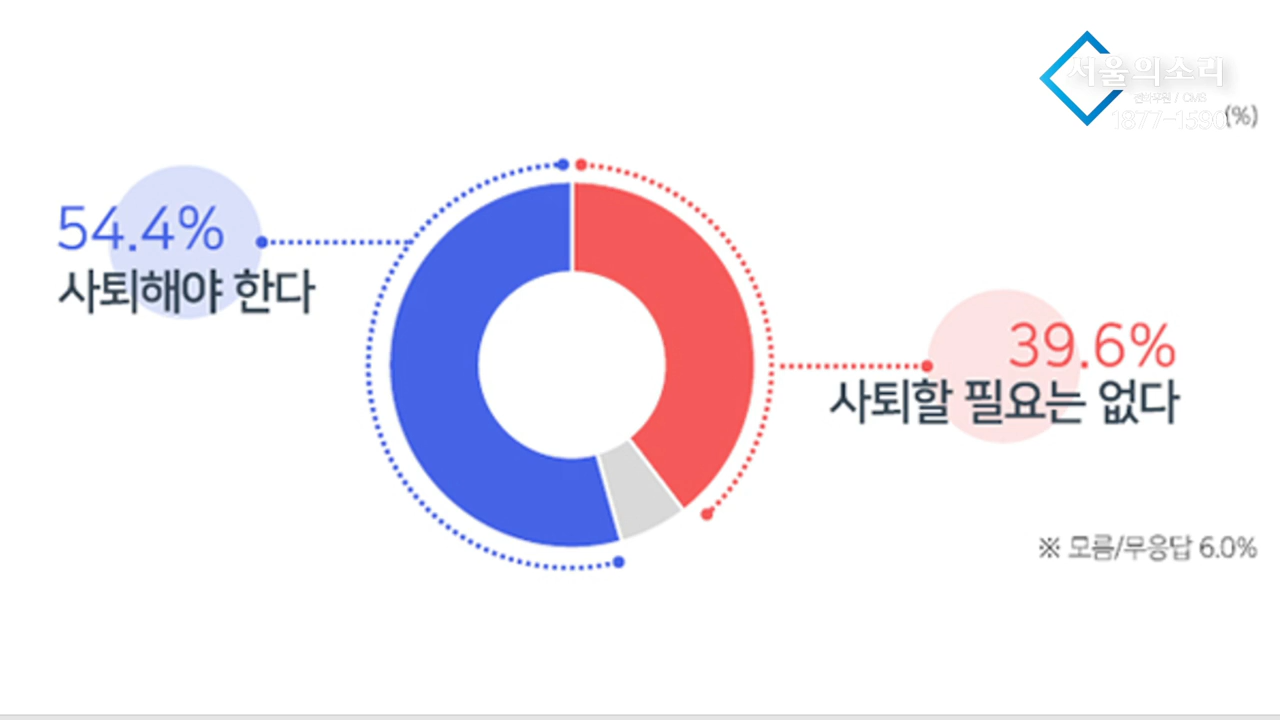 서울의소리
1877-1580
(%)
54.4%
사퇴해야 한다
39.6%
사퇴할 필요는 없다
※ 모름/무응답 6.0%